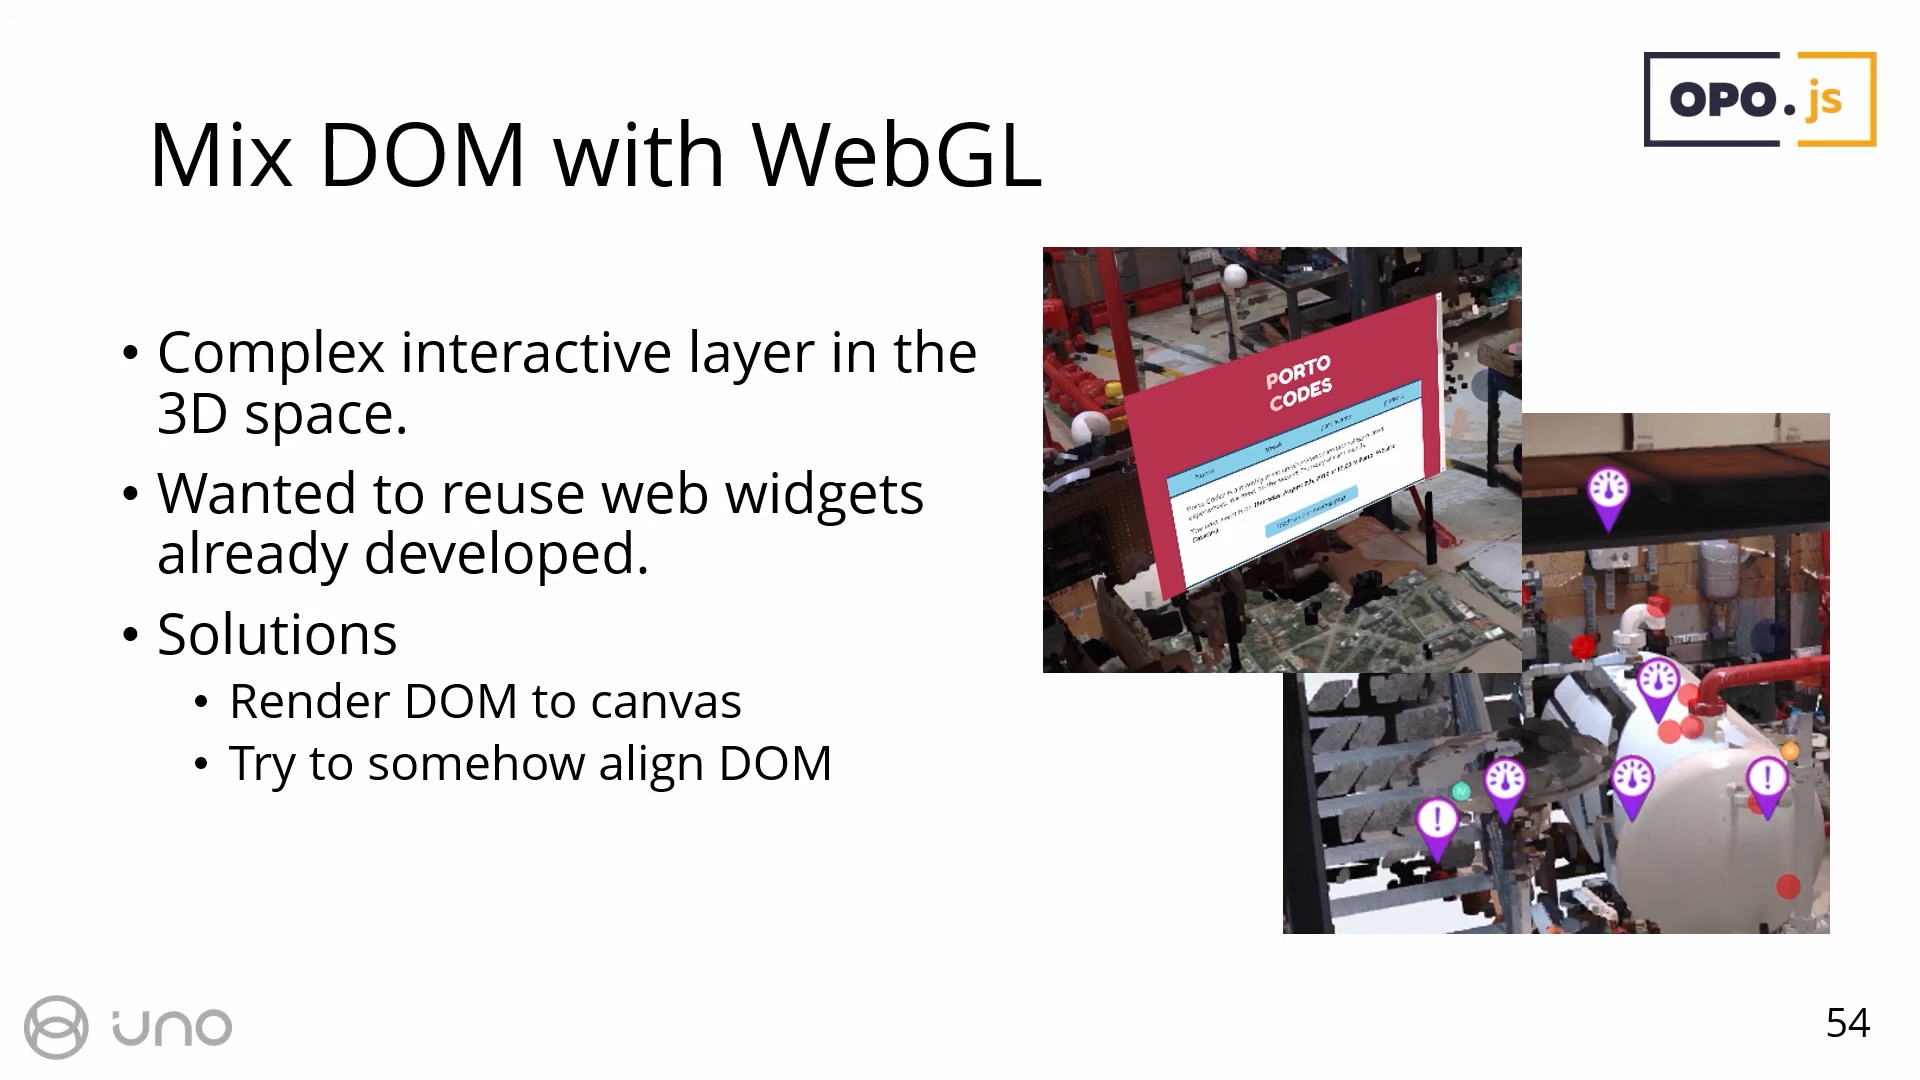 OPO.js
Mix DOM with WebGL
• Complex interactive layer in the
3D space.
• Wanted to reuse web widgets
already developed.
• Solutions
• Render DOM to canvas
• Try to somehow align DOM
PORTO
CODES
uno
54